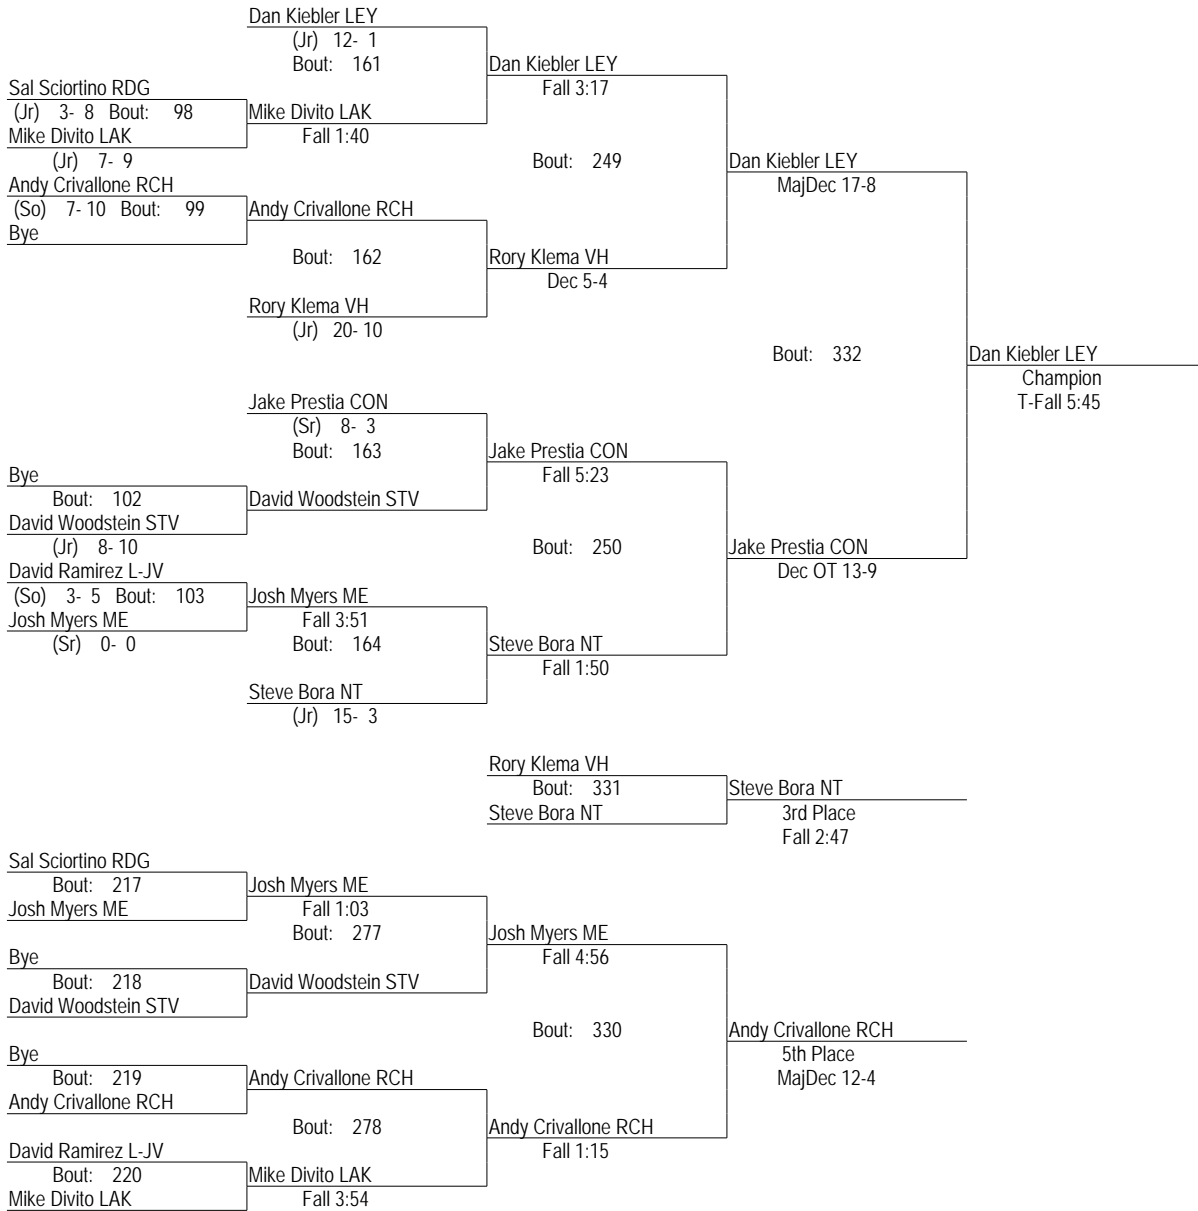 Dan Kiebler LEY
(Jr) 12- 1
Bout: 161
Dan Kiebler LEY
Fall 3:17
Sal Sciortino RDG
(Jr) 3- 8 Bout: 98
Mike Divito LAK
Mike Divito LAK
Fall 1:40
(Jr) 7- 9
Bout: 249
Dan Kiebler LEY
MajDec 17-8
Andy Crivallone RCH
(So) 7- 10 Bout: 99
Andy Crivallone RCH
Bye
Bout: 162
Rory Klema VH
Dec 5-4
Rory Klema VH
(Jr) 20- 10
Bout: 332
Dan Kiebler LEY
Champion
T-Fall 5:45
Jake Prestia CON
(Sr) 8- 3
Bout: 163
Jake Prestia CON
Fall 5:23
Bye
Bout: 102
David Woodstein STV
David Woodstein STV
(Jr) 8- 10
Bout: 250
Jake Prestia CON
Dec OT 13-9
David Ramirez L-JV
(So) 3- 5 Bout: 103
Josh Myers ME
Josh Myers ME
Fall 3:51
(Sr) 0- 0
Bout: 164
Steve Bora NT
Fall 1:50
Steve Bora NT
(Jr) 15- 3
Rory Klema VH
Bout: 331
Steve Bora NT
Steve Bora NT
3rd Place
Fall 2:47
Sal Sciortino RDG
Bout: 217
Josh Myers ME
Josh Myers ME
Fall 1:03
Bout: 277
Josh Myers ME
Fall 4:56
Bye
Bout: 218
David Woodstein STV
David Woodstein STV
Bout: 330
Andy Crivallone RCH
5th Place
MajDec 12-4
Bye
Bout: 219
Andy Crivallone RCH
Andy Crivallone RCH
Bout: 278
Andy Crivallone RCH
Fall 1:15
David Ramirez L-JV
Bout: 220
Mike Divito LAK
Mike Divito LAK
Fall 3:54